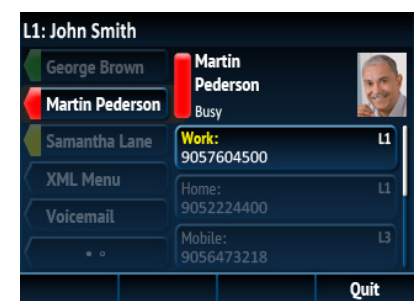 L1: John Smith
George Brown
Martin Pederson
Samantha Lane
XML Menu
Voicemail
Martin
Pederson
Busy
Work: L1
9057604500
Home: L1
9052224400
Mobile: L3
9056473218
Quit